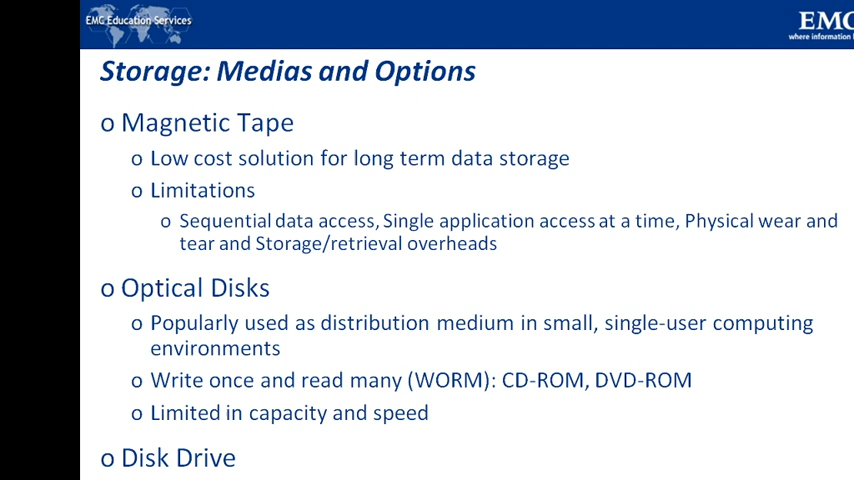 EMC Education Services
EMC
where information
Storage: Medias and Options
o Magnetic Tape
o Low cost solution for long term data storage
o Limitations
o Sequential data access, Single application access at a time, Physical wear and
tear and Storage/retrieval overheads
o Optical Disks
o Popularly used as distribution medium in small, single-user computing
environments
o Write once and read many (WORM): CD-ROM, DVD-ROM
o Limited in capacity and speed
o Disk Drive